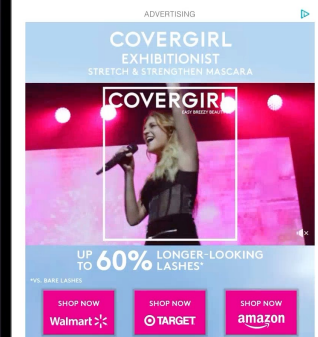 ADVERTISING
COVERGIRL
EXHIBITIONIST
STRETCH & STRENGTHEN MASCARA
COVERGIRL
EASY BREEZY BEAUTIFUL
UP TO 60% LONGER-LOOKING LASHES*
*VS. BARE LASHES
SHOP NOW
Walmart
SHOP NOW
TARGET
SHOP NOW
amazon